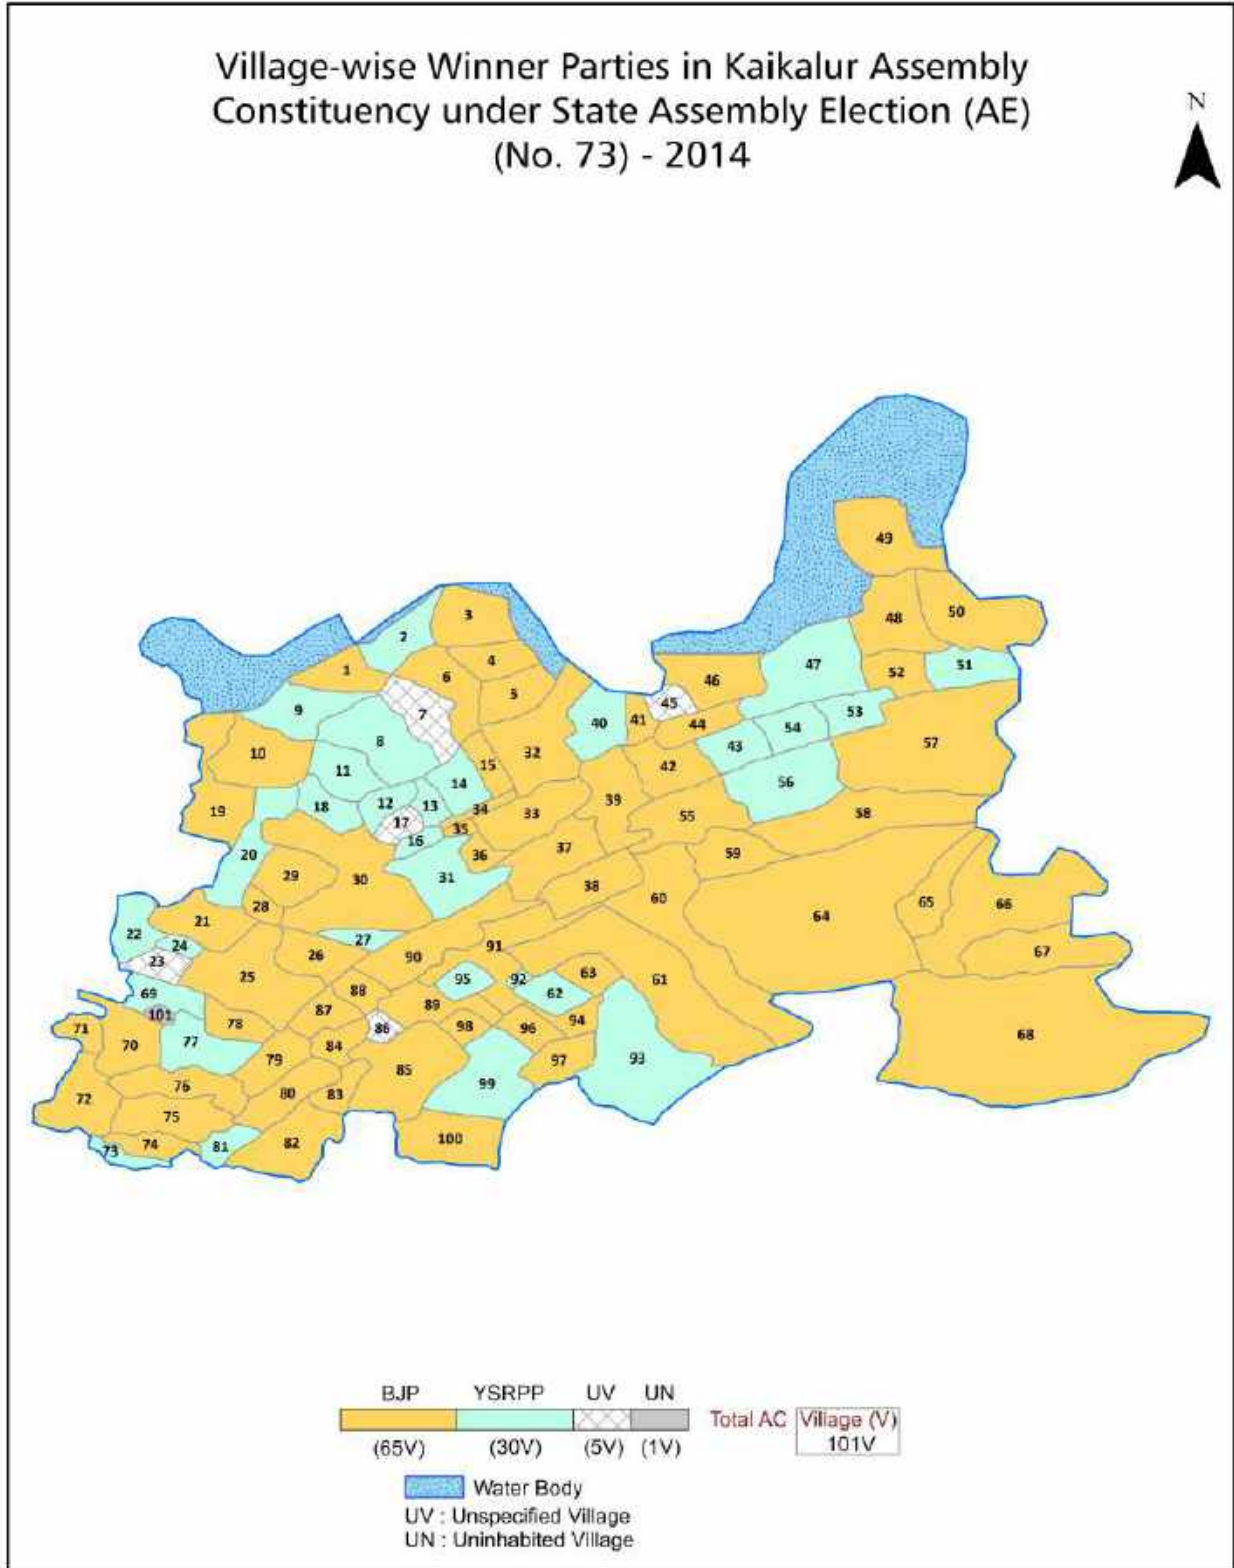 Village-wise Winner Parties in Kaikalur Assembly
Constituency under State Assembly Election (AE)
(No. 73) - 2014
N
49
48 50
3
2
47 52 51
1 6 4 46
5 45
9 7 40 41 44 53
8 54
10 32 43 57
11 15 42 56
14
19 18 12 13 34 33 39 55 58
17 35
16
20 36 37 59
29 30 31 38
28 60 65 66
21 64
22 24 27 91
23 26 90 67
25 95 92 63 61
69 88 62
101 87 89
71 78 86 98 96 94 68
70 77 84 97 93
79 85
76 99
72 80 83
75
73 74 81 82 100
BJP YSRPP UV UN
Total AC Village (V)
(65V) (30V) (5V) (1V) 101V
Water Body
UV : Unspecified Village
UN : Uninhabited Village